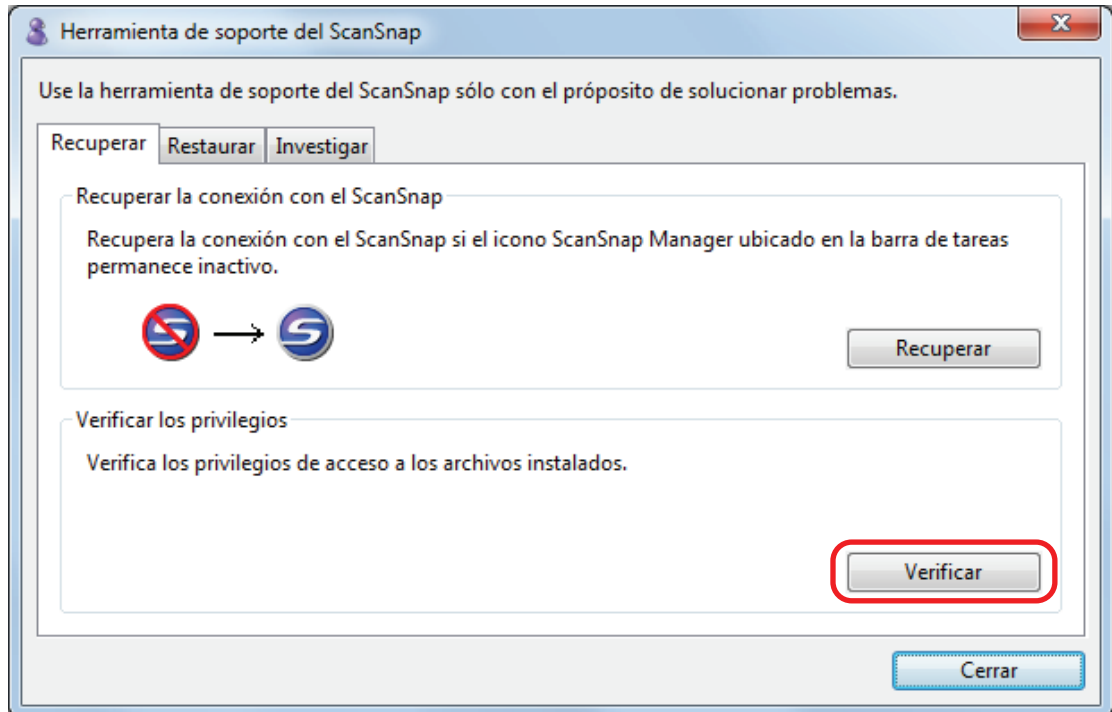 Herramienta de soporte del ScanSnap
Use la herramienta de soporte del ScanSnap sólo con el próposito de solucionar problemas.
Recuperar Restaurar Investigar
Recuperar la conexión con el ScanSnap
Recupera la conexión con el ScanSnap si el icono ScanSnap Manager ubicado en la barra de tareas
permanece inactivo.
Recuperar
Verificar los privilegios
Verifica los privilegios de acceso a los archivos instalados.
Verificar
Cerrar